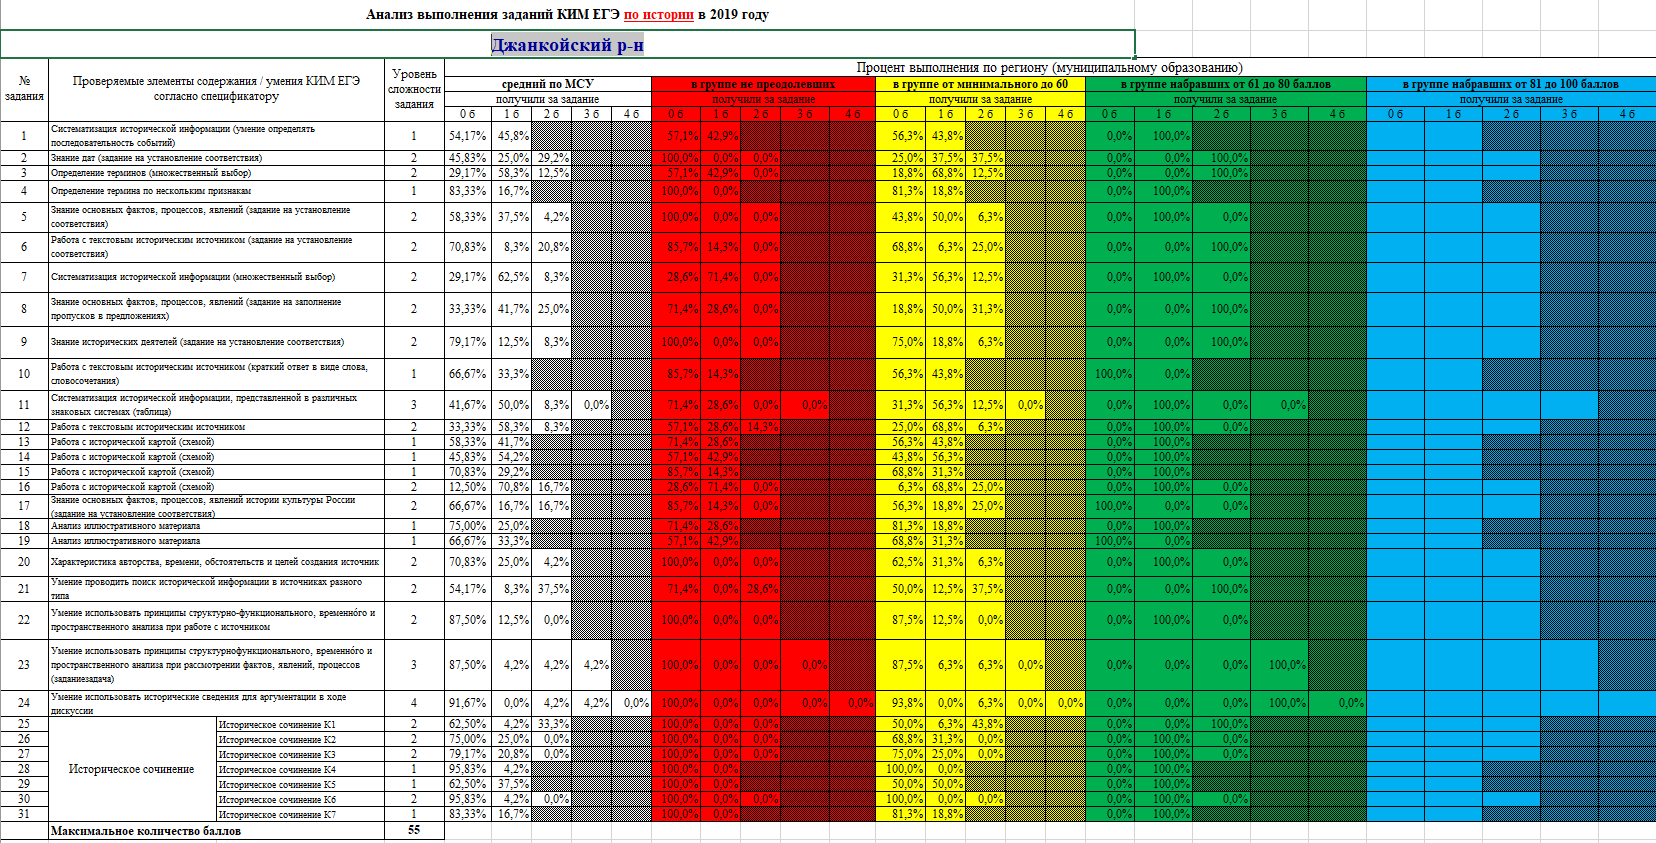 Анализ выполнения заданий КИМ ЕГЭ по истории в 2019 году
Джанкойский р-н
№ задания Проверяемые элементы содержания / умения КИМ ЕГЭ согласно спецификатору Уровень сложности задания Процент выполнения по региону (муниципальному образованию)
средний по МСУ в группе не преодолевших в группе от минимального до 60 в группе набравших от 61 до 80 баллов в группе набравших от 81 до 100 баллов
получили за задание получили за задание получили за задание получили за задание получили за задание
0 б 1 б 2 б 3 б 4 б 0 б 1 б 2 б 3 б 4 б 0 б 1 б 2 б 3 б 4 б 0 б 1 б 2 б 3 б 4 б 0 б 1 б 2 б 3 б 4 б
1 Систематизация исторической информации (умение определять последовательность событий) 1 54,17% 45,8% 57,1% 42,9% 56,3% 43,8% 0,0% 100,0%
2 Знание дат (задание на установление соответствия) 2 45,83% 25,0% 29,2% 100,0% 0,0% 0,0% 25,0% 37,5% 37,5% 0,0% 0,0% 100,0%
3 Определение терминов (множественный выбор) 2 29,17% 58,3% 12,5% 57,1% 42,9% 0,0% 18,8% 68,8% 12,5% 0,0% 0,0% 100,0%
4 Определение термина по нескольким признакам 1 83,33% 16,7% 100,0% 0,0% 81,3% 18,8% 0,0% 100,0%
5 Знание основных фактов, процессов, явлений (задание на установление соответствия) 2 58,33% 37,5% 4,2% 100,0% 0,0% 0,0% 43,8% 50,0% 6,3% 0,0% 100,0% 0,0%
6 Работа с текстовым историческим источником (задание на установление соответствия) 2 70,83% 8,3% 20,8% 85,7% 14,3% 0,0% 68,8% 6,3% 25,0% 0,0% 0,0% 100,0%
7 Систематизация исторической информации (множественный выбор) 2 29,17% 62,5% 8,3% 28,6% 71,4% 0,0% 31,3% 56,3% 12,5% 0,0% 100,0% 0,0%
8 Знание основных фактов, процессов, явлений (задание на заполнение пропусков в предложениях) 2 33,33% 41,7% 25,0% 71,4% 28,6% 0,0% 18,8% 50,0% 31,3% 0,0% 0,0% 100,0%
9 Знание исторических деятелей (задание на установление соответствия) 2 79,17% 12,5% 8,3% 100,0% 0,0% 0,0% 75,0% 18,8% 6,3% 0,0% 0,0% 100,0%
10 Работа с текстовым историческим источником (краткий ответ в виде слова, словосочетания) 1 66,67% 33,3% 85,7% 14,3% 56,3% 43,8% 100,0% 0,0%
11 Систематизация исторической информации, представленной в различных знаковых системах (таблица) 3 41,67% 50,0% 8,3% 0,0% 71,4% 28,6% 0,0% 0,0% 31,3% 56,3% 12,5% 0,0% 0,0% 100,0% 0,0% 0,0%
12 Работа с текстовым историческим источником 2 33,33% 58,3% 8,3% 57,1% 28,6% 14,3% 25,0% 68,8% 6,3% 0,0% 100,0% 0,0%
13 Работа с исторической картой (схемой) 1 58,33% 41,7% 71,4% 28,6% 56,3% 43,8% 0,0% 100,0%
14 Работа с исторической картой (схемой) 1 45,83% 54,2% 57,1% 42,9% 43,8% 56,3% 0,0% 100,0%
15 Работа с исторической картой (схемой) 1 70,83% 29,2% 85,7% 14,3% 68,8% 31,3% 0,0% 100,0%
16 Работа с исторической картой (схемой) 2 12,50% 70,8% 16,7% 28,6% 71,4% 0,0% 6,3% 68,8% 25,0% 0,0% 100,0% 0,0%
17 Знание основных фактов, процессов, явлений истории культуры России (задание на установление соответствия) 2 66,67% 16,7% 16,7% 85,7% 14,3% 0,0% 56,3% 18,8% 25,0% 100,0% 0,0% 0,0%
18 Анализ иллюстративного материала 1 75,00% 25,0% 71,4% 28,6% 81,3% 18,8% 0,0% 100,0%
19 Анализ иллюстративного материала 1 66,67% 33,3% 57,1% 42,9% 68,8% 31,3% 100,0% 0,0%
20 Характеристика авторства, времени, обстоятельств и целей создания источник 2 70,83% 25,0% 4,2% 100,0% 0,0% 0,0% 62,5% 31,3% 6,3% 0,0% 100,0% 0,0%
21 Умение проводить поиск исторической информации в источниках разного типа 2 54,17% 8,3% 37,5% 71,4% 0,0% 28,6% 50,0% 12,5% 37,5% 0,0% 0,0% 100,0%
22 Умение использовать принципы структурно-функционального, временно́го и пространственного анализа при работе с источником 2 87,50% 12,5% 0,0% 100,0% 0,0% 0,0% 87,5% 12,5% 0,0% 0,0% 100,0% 0,0%
23 Умение использовать принципы структурнофункционального, временно́го и пространственного анализа при рассмотрении фактов, явлений, процессов (заданиезадача) 3 87,50% 4,2% 4,2% 4,2% 100,0% 0,0% 0,0% 0,0% 87,5% 6,3% 6,3% 0,0% 0,0% 0,0% 0,0% 100,0%
24 Умение использовать исторические сведения для аргументации в ходе дискуссии 4 91,67% 0,0% 4,2% 4,2% 0,0% 100,0% 0,0% 0,0% 0,0% 0,0% 93,8% 0,0% 6,3% 0,0% 0,0% 0,0% 0,0% 0,0% 100,0% 0,0%
25 Историческое сочинение К1 2 62,50% 4,2% 33,3% 100,0% 0,0% 0,0% 50,0% 6,3% 43,8% 0,0% 0,0% 100,0%
26 Историческое сочинение К2 2 75,00% 25,0% 0,0% 100,0% 0,0% 0,0% 68,8% 31,3% 0,0% 0,0% 100,0% 0,0%
27 Историческое сочинение К3 2 79,17% 20,8% 0,0% 100,0% 0,0% 0,0% 75,0% 25,0% 0,0% 0,0% 100,0% 0,0%
Историческое сочинение
28 Историческое сочинение К4 1 95,83% 4,2% 100,0% 0,0% 100,0% 0,0% 0,0% 100,0%
29 Историческое сочинение К5 1 62,50% 37,5% 100,0% 0,0% 50,0% 50,0% 0,0% 100,0%
30 Историческое сочинение К6 2 95,83% 4,2% 0,0% 100,0% 0,0% 0,0% 100,0% 0,0% 0,0% 0,0% 100,0% 0,0%
31 Историческое сочинение К7 1 83,33% 16,7% 100,0% 0,0% 81,3% 18,8% 0,0% 100,0%
Максимальное количество баллов 55